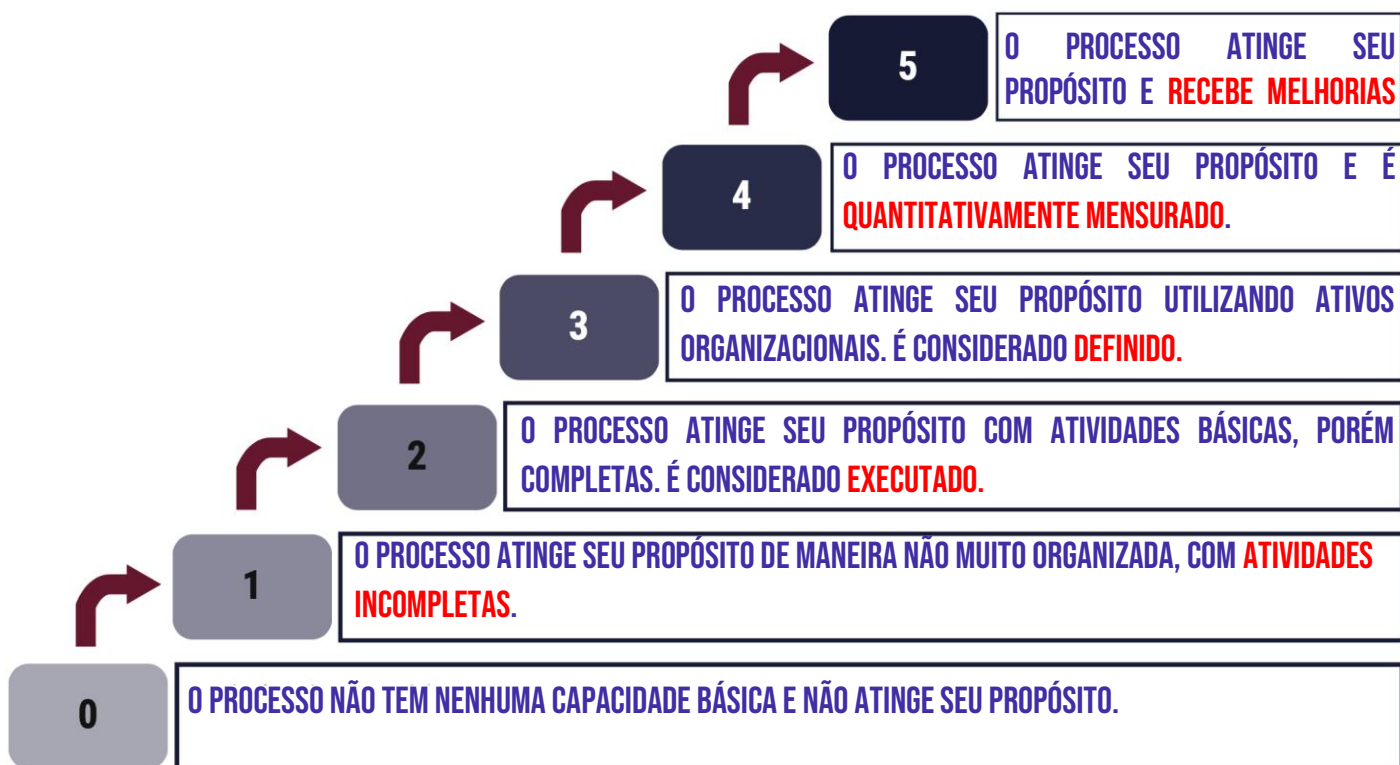 5
O PROCESSO ATINGE SEU
PROPÓSITO E RECEBE MELHORIAS
4
O PROCESSO ATINGE SEU PROPÓSITO E É
QUANTITATIVAMENTE MENSURADO.
3
O PROCESSO ATINGE SEU PROPÓSITO UTILIZANDO ATIVOS
ORGANIZACIONAIS. É CONSIDERADO DEFINIDO.
2
O PROCESSO ATINGE SEU PROPÓSITO COM ATIVIDADES BÁSICAS, PORÉM
COMPLETAS. É CONSIDERADO EXECUTADO.
1
O PROCESSO ATINGE SEU PROPÓSITO DE MANEIRA NÃO MUITO ORGANIZADA, COM ATIVIDADES
INCOMPLETAS.
0
O PROCESSO NÃO TEM NENHUMA CAPACIDADE BÁSICA E NÃO ATINGE SEU PROPÓSITO.